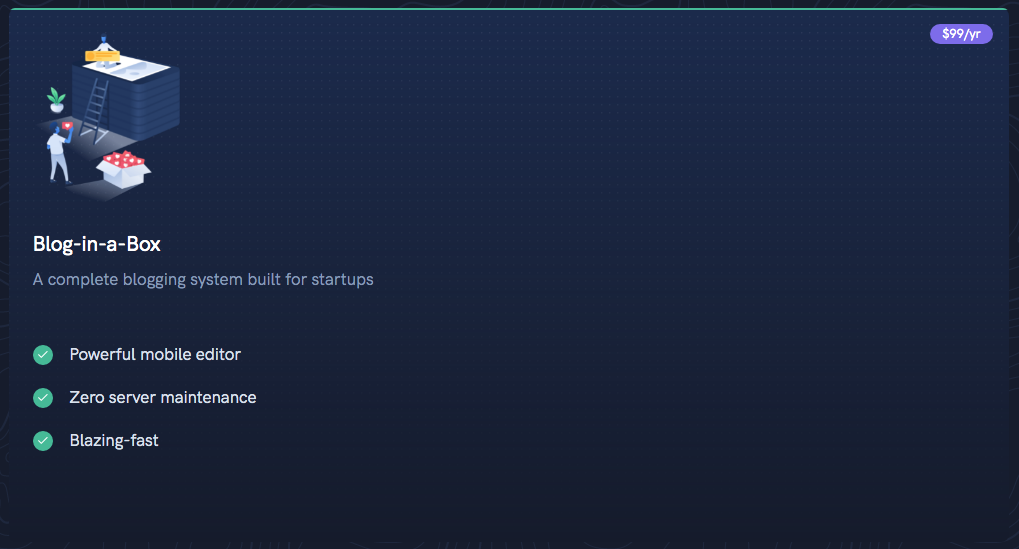 $99/yr
Blog-in-a-Box
A complete blogging system built for startups
Powerful mobile editor
Zero server maintenance
Blazing-fast